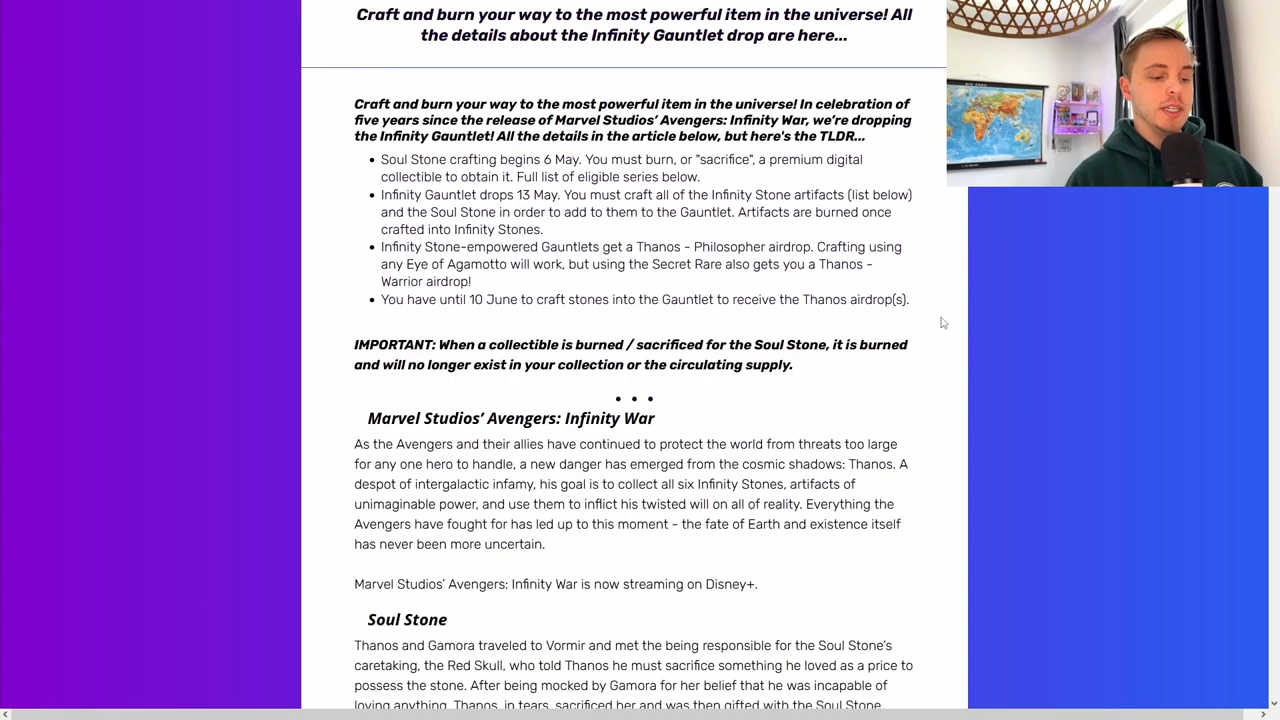 Craft and burn your way to the most powerful item in the universe! All
the details about the Infinity Gauntlet drop are here...
Craft and burn your way to the most powerful item in the universe! In celebration of
five years since the release of Marvel Studios’ Avengers: Infinity War, we’re dropping
the Infinity Gauntlet! All the details in the article below, but here's the TLDR...
• Soul Stone crafting begins 6 May. You must burn, or "sacrifice", a premium digital
collectible to obtain it. Full list of eligible series below.
• Infinity Gauntlet drops 13 May. You must craft all of the Infinity Stone artifacts (list below)
and the Soul Stone in order to add to them to the Gauntlet. Artifacts are burned once
crafted into Infinity Stones.
• Infinity Stone-empowered Gauntlets get a Thanos - Philosopher airdrop. Crafting using
any Eye of Agamotto will work, but using the Secret Rare also gets you a Thanos -
Warrior airdrop!
• You have until 10 June to craft stones into the Gauntlet to receive the Thanos airdrop(s).
IMPORTANT: When a collectible is burned / sacrificed for the Soul Stone, it is burned
and will no longer exist in your collection or the circulating supply.
• • •
Marvel Studios’ Avengers: Infinity War
As the Avengers and their allies have continued to protect the world from threats too large
for any one hero to handle, a new danger has emerged from the cosmic shadows: Thanos. A
despot of intergalactic infamy, his goal is to collect all six Infinity Stones, artifacts of
unimaginable power, and use them to inflict his twisted will on all of reality. Everything the
Avengers have fought for has led up to this moment - the fate of Earth and existence itself
has never been more uncertain.
Marvel Studios’ Avengers: Infinity War is now streaming on Disney+.
Soul Stone
Thanos and Gamora traveled to Vormir and met the being responsible for the Soul Stone’s
caretaking, the Red Skull, who told Thanos he must sacrifice something he loved as a price to
possess the stone. After being mocked by Gamora for her belief that he was incapable of
loving anything, Thanos, in tears, sacrificed her and was then gifted with the Soul Stone